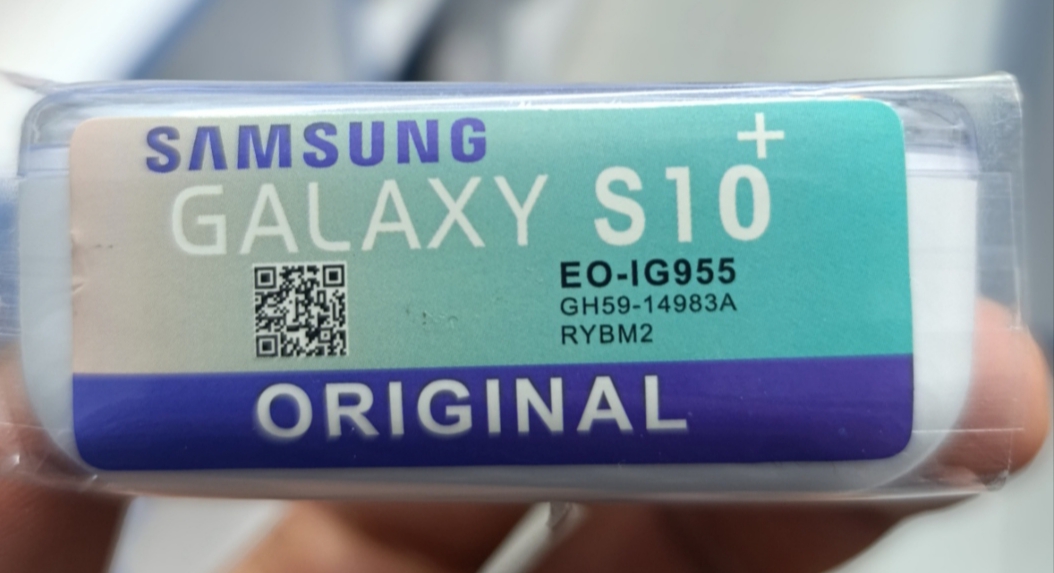 SAMSUNG
GALAXY S10+
EO-IG955
GH59-14983A
RYBM2
ORIGINAL